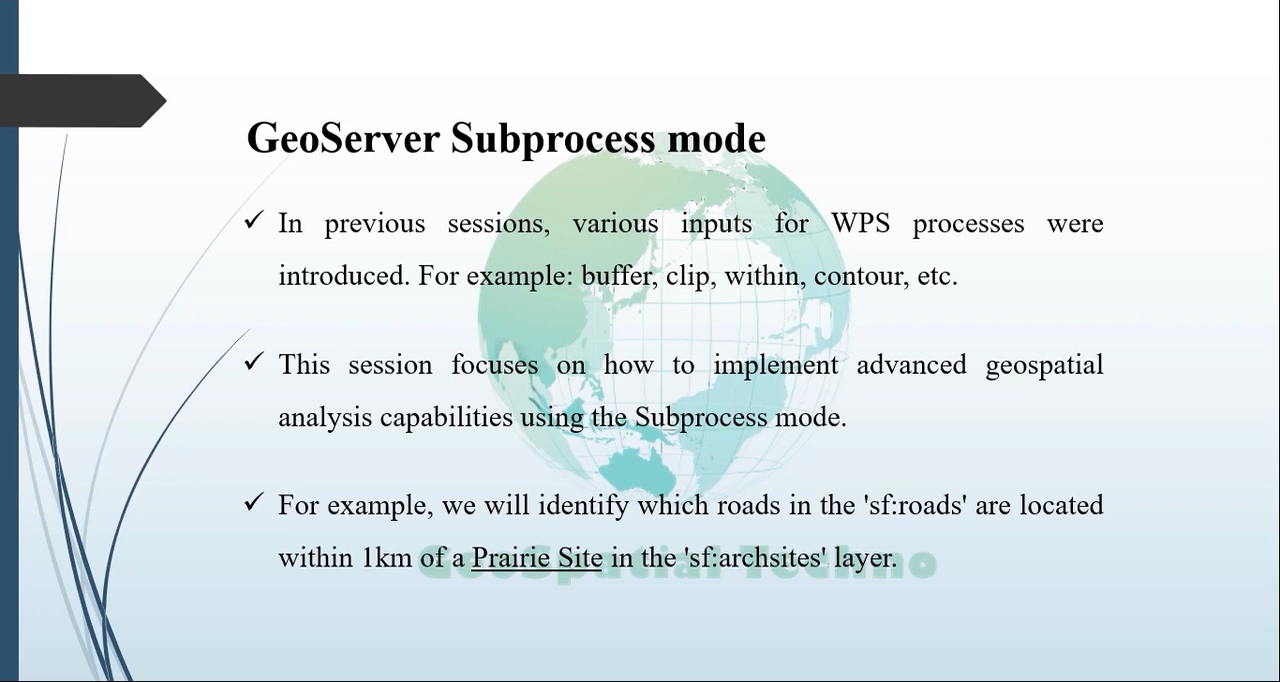 GeoServer Subprocess mode
✓ In previous sessions, various inputs for WPS processes were
introduced. For example: buffer, clip, within, contour, etc.
✓ This session focuses on how to implement advanced geospatial
analysis capabilities using the Subprocess mode.
✓ For example, we will identify which roads in the 'sf:roads' are located
within 1km of a Prairie Site in the 'sf:archsites' layer.
GeoSpatial Techno